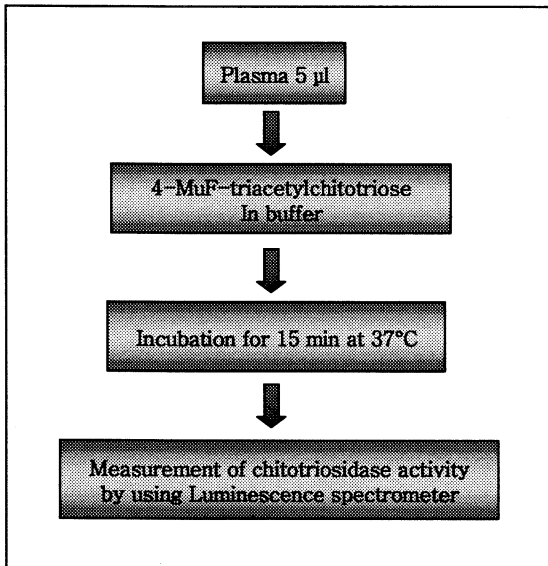 Plasma 5 μl
4-MuF-triacetylchitotriose
In buffer
Incubation for 15 min at 37°C
Measurement of chitotriosidase activity
by using Luminescence spectrometer